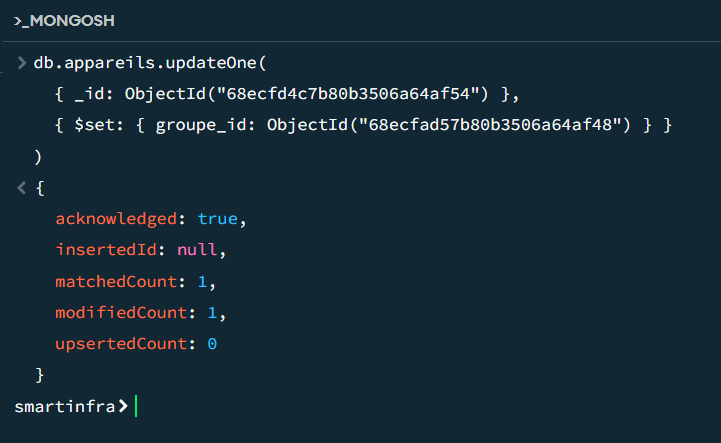 >_MONGOSH
> db.appareils.updateOne(
{ _id: ObjectId("68ecfd4c7b80b3506a64af54") },
{ $set: { groupe_id: ObjectId("68ecfad57b80b3506a64af48") } }
)
< {
acknowledged: true,
insertedId: null,
matchedCount: 1,
modifiedCount: 1,
upsertedCount: 0
}
smartinfra>